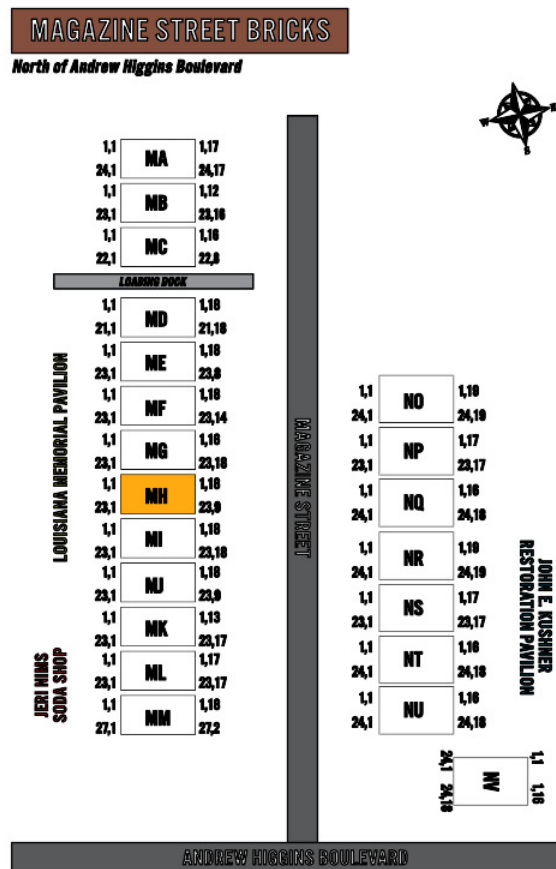 MAGAZINE STREET BRICKS
North of Andrew Higgins Boulevard
N
W
E
S
1,1 MA 1,17
24,1 24,17
1,1 MB 1,12
23,1 23,16
1,1 MC 1,16
22,1 22,8
LOADING DOCK
1,1 MD 1,18
21,1 21,18
1,1 ME 1,18
23,1 23,8
1,1 MF 1,18
23,1 23,14
1,1 MG 1,16
23,1 23,18
1,1 MH 1,18
23,1 23,9
1,1 MI 1,18
23,1 23,18
1,1 MJ 1,18
23,1 23,9
1,1 MK 1,13
23,1 23,17
1,1 ML 1,17
23,1 23,17
1,1 MM 1,18
27,1 27,2
LOUISIANA MEMORIAL PAVILION
JERI NIMS
SODA SHOP
MAGAZINE STREET
1,1 NO 1,19
24,1 24,19
1,1 NP 1,17
23,1 23,17
1,1 NQ 1,16
24,1 24,18
1,1 NR 1,19
24,1 24,19
1,1 NS 1,17
23,1 23,17
1,1 NT 1,16
24,1 24,18
1,1 NU 1,16
24,1 24,18
JOHN E. KUSHNER
RESTORATION PAVILION
24,1 NV 1,1
24,18 1,16
ANDREW HIGGINS BOULEVARD